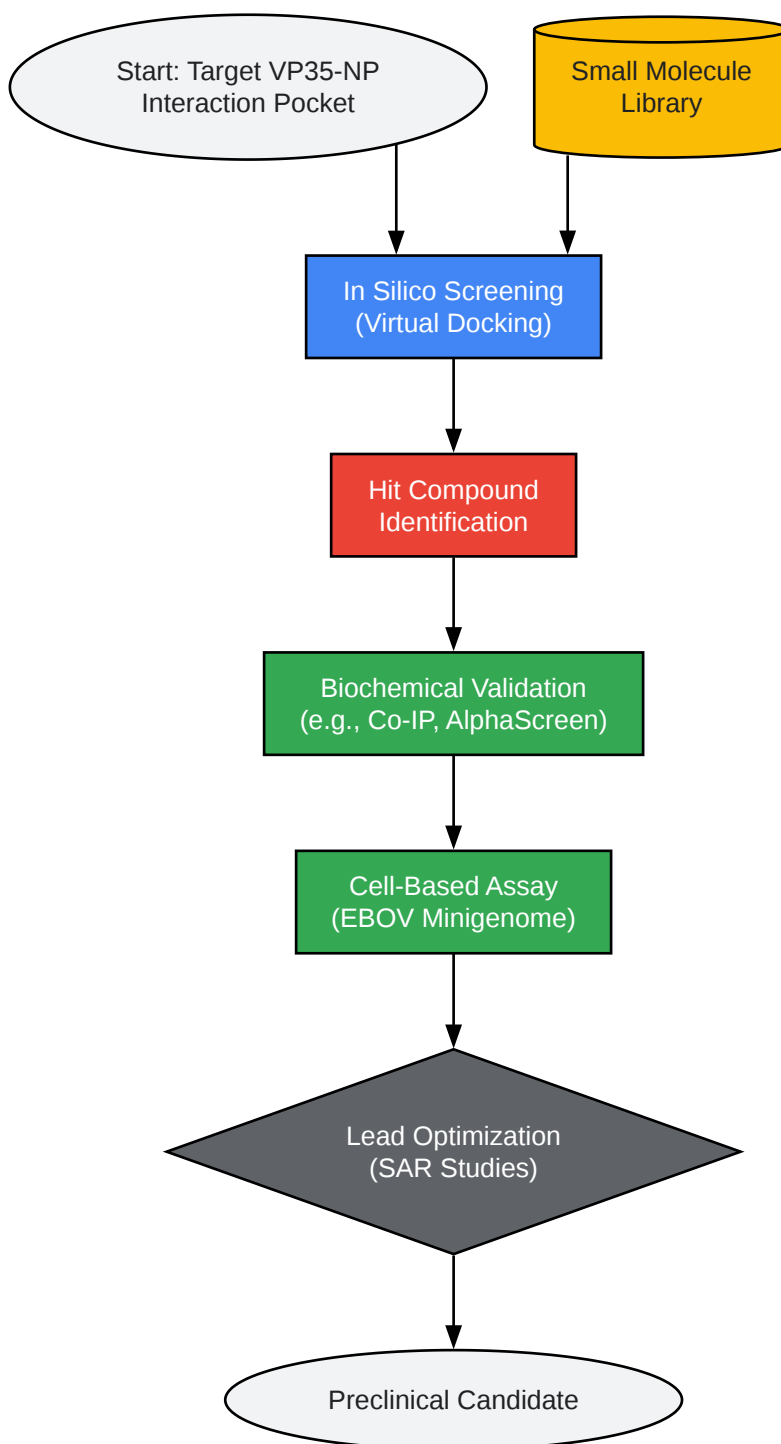 Start: Target VP35-NP
Interaction Pocket
Small Molecule
Library
In Silico Screening
(Virtual Docking)
Hit Compound
Identification
Biochemical Validation
(e.g., Co-IP, AlphaScreen)
Cell-Based Assay
(EBOV Minigenome)
Lead Optimization
(SAR Studies)
Preclinical Candidate